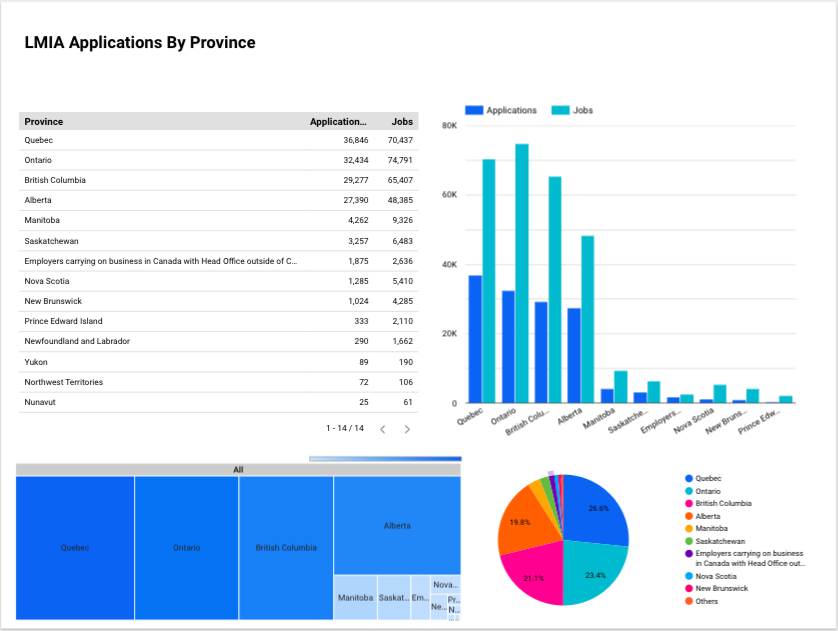 LMIA Applications By Province
Province Application... Jobs
Quebec 36,846 70,437
Ontario 32,434 74,791
British Columbia 29,277 65,407
Alberta 27,390 48,385
Manitoba 4,262 9,326
Saskatchewan 3,257 6,483
Employers carrying on business in Canada with Head Office outside of C... 1,875 2,636
Nova Scotia 1,285 5,410
New Brunswick 1,024 4,285
Prince Edward Island 333 2,110
Newfoundland and Labrador 290 1,662
Yukon 89 190
Northwest Territories 72 106
Nunavut 25 61
1 - 14 / 14
Applications Jobs
80K
60K
40K
20K
0
Quebec
Ontario
British Colu...
Alberta
Manitoba
Saskatche...
Employers...
Nova Scotia
New Bruns...
Prince Edw...
All
Quebec
Ontario
British Columbia
Alberta
Manitoba
Saskat...
Em...
Nova...
Ne...
Pr...
N...
26.6%
23.4%
21.1%
19.8%
Quebec
Ontario
British Columbia
Alberta
Manitoba
Saskatchewan
Employers carrying on business
in Canada with Head Office out...
Nova Scotia
New Brunswick
Others